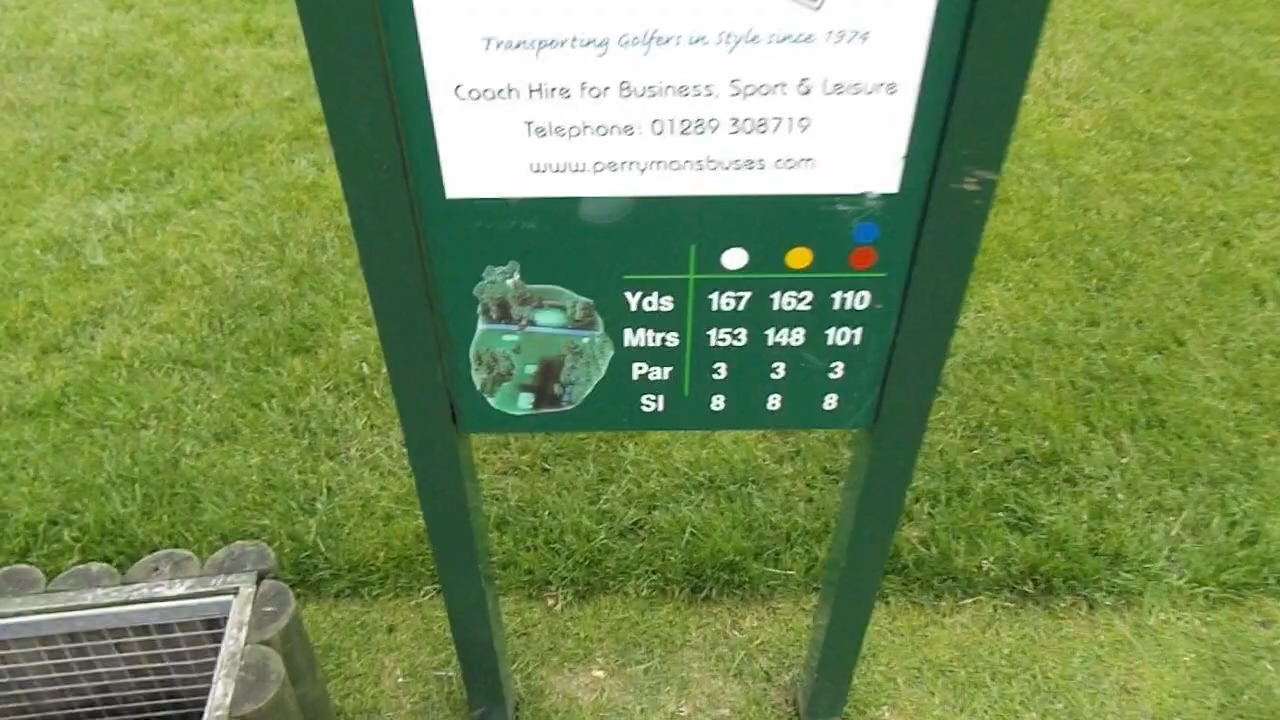 Transporting Golfers in Style since 1974
Coach Hire for Business, Sport & Leisure
Telephone: 01289 308719
www.perrymansbuses.com
Yds 167 162 110
Mtrs 153 148 101
Par 3 3 3
SI 8 8 8